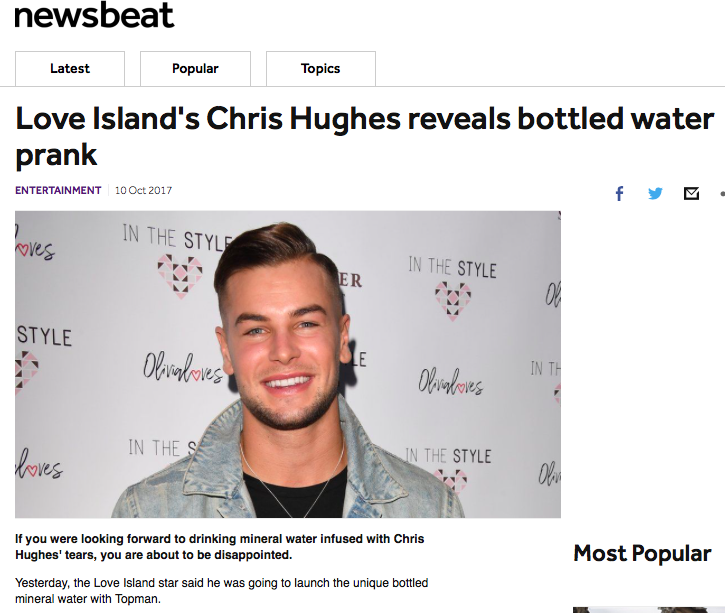 newsbeat
Latest
Popular
Topics
Love Island's Chris Hughes reveals bottled water
prank
ENTERTAINMENT
10 Oct 2017
IN THE STYLE
loves
IN THE STYLE
ER
STYLE
Olivialoves
LE
Olivialoves
IN TH
loves
IN THE S
IN THE STYLE
If you were looking forward to drinking mineral water infused with Chris
Hughes' tears, you are about to be disappointed.
Yesterday, the Love Island star said he was going to launch the unique bottled
mineral water with Topman.
Most Popular